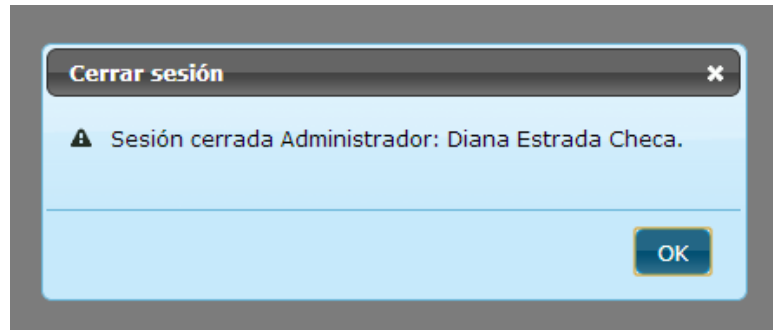 Cerrar sesión
Sesión cerrada Administrador: Diana Estrada Checa.
OK